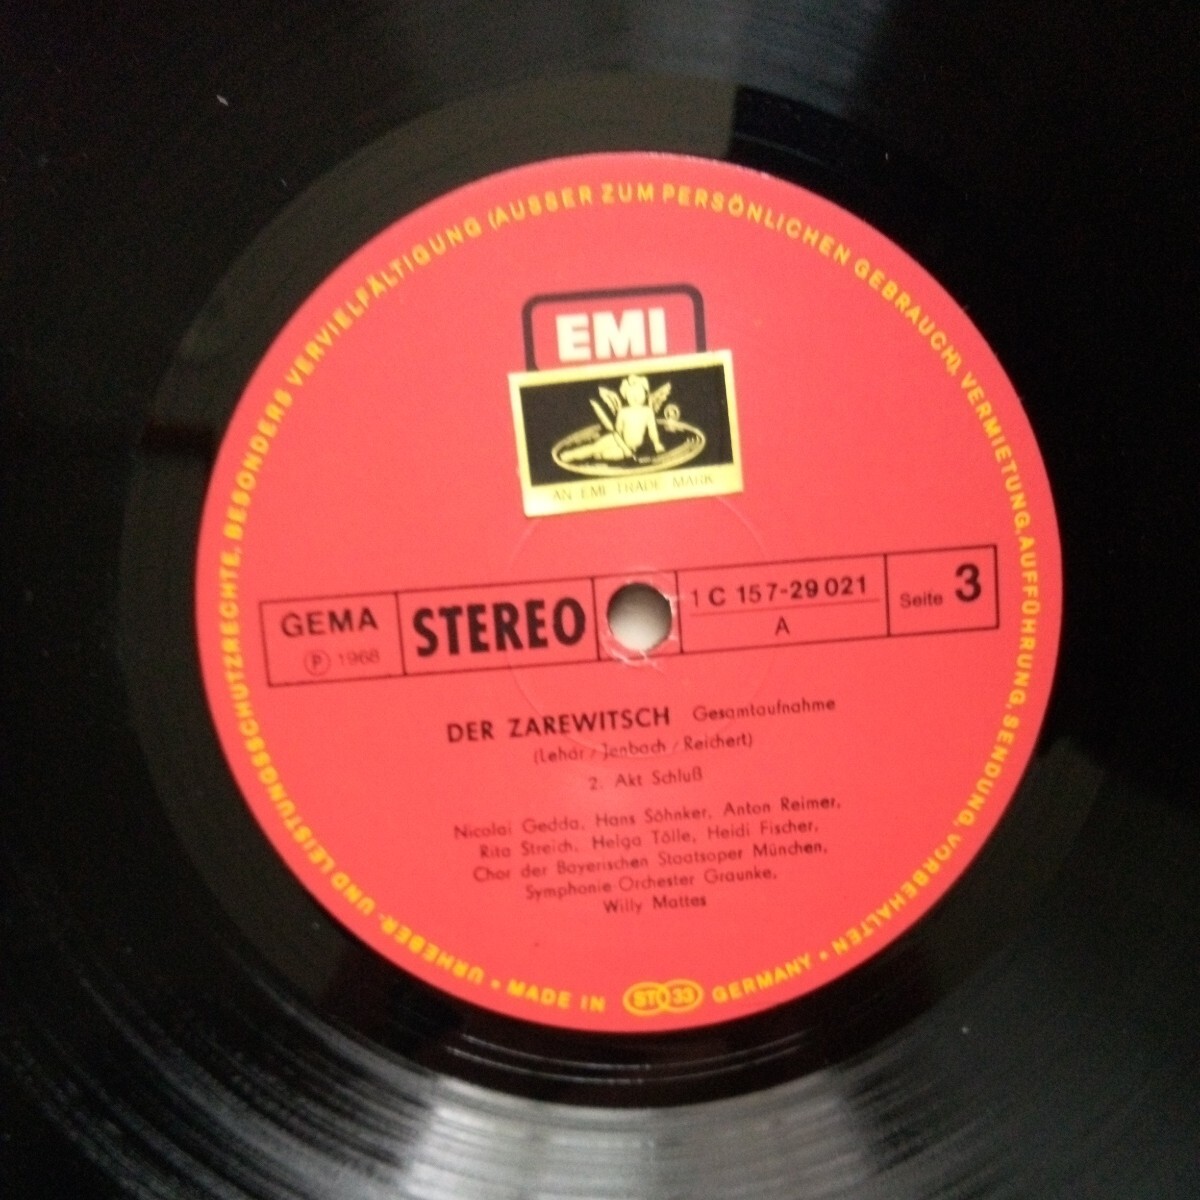 URHEBER- UND LEISTUNGSSCHUTZRECHTE, BESONDERS VERVIELFÄLTIGUNG (AUSSER ZUM PERSÖNLICHEN GEBRAUCH), VERMIETUNG, AUFFÜHRUNG, SENDUNG, VORBEHALTEN •
EMI
AN EMI TRADE MARK
GEMA
℗ 1968
STEREO
1 C 157-29 021
A
Seite 3
DER ZAREWITSCH Gesamtaufnahme
(Lehár / Jenbach / Reichert)
2. Akt Schluß
Nicolai Gedda, Hans Söhnker, Anton Reimer,
Rita Streich, Helga Tölle, Heidi Fischer,
Chor der Bayerischen Staatsoper München,
Symphonie-Orchester Graunke,
Willy Mattes
• MADE IN ST 33 GERMANY •